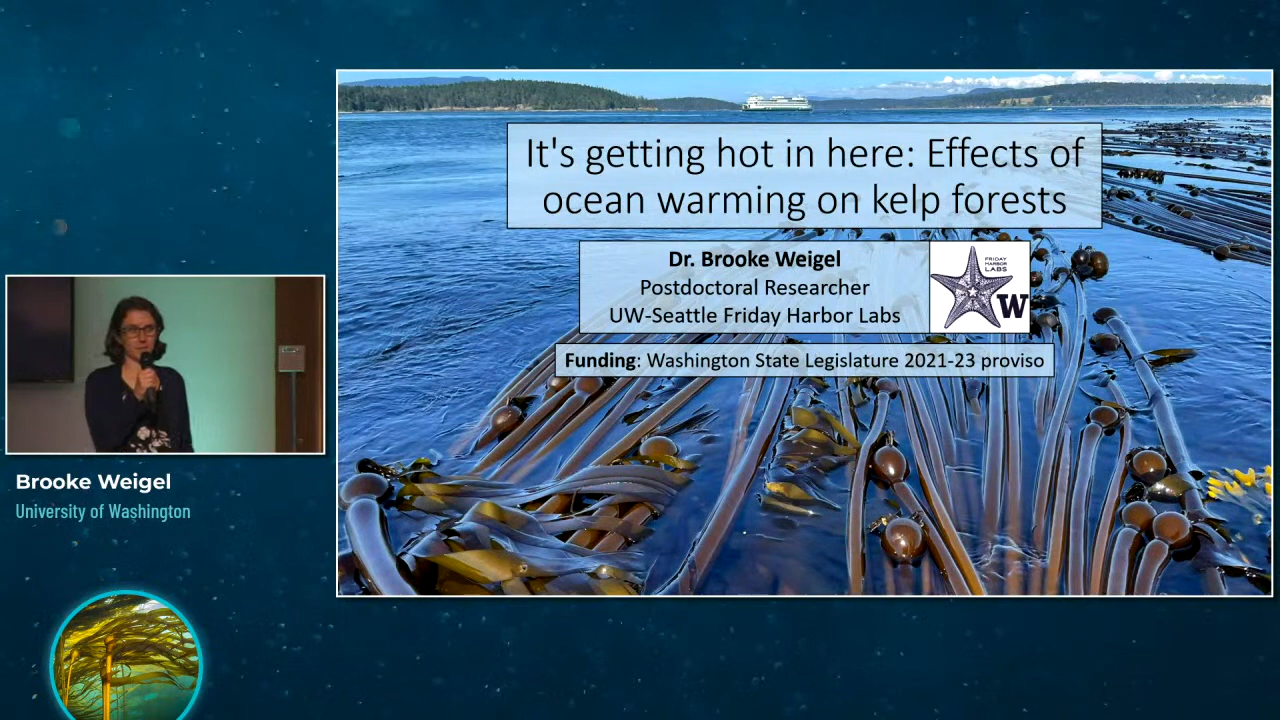 It's getting hot in here: Effects of
ocean warming on kelp forests
Dr. Brooke Weigel
Postdoctoral Researcher
UW-Seattle Friday Harbor Labs
FRIDAY
HARBOR
LABS
W
Funding: Washington State Legislature 2021-23 proviso
Brooke Weigel
University of Washington